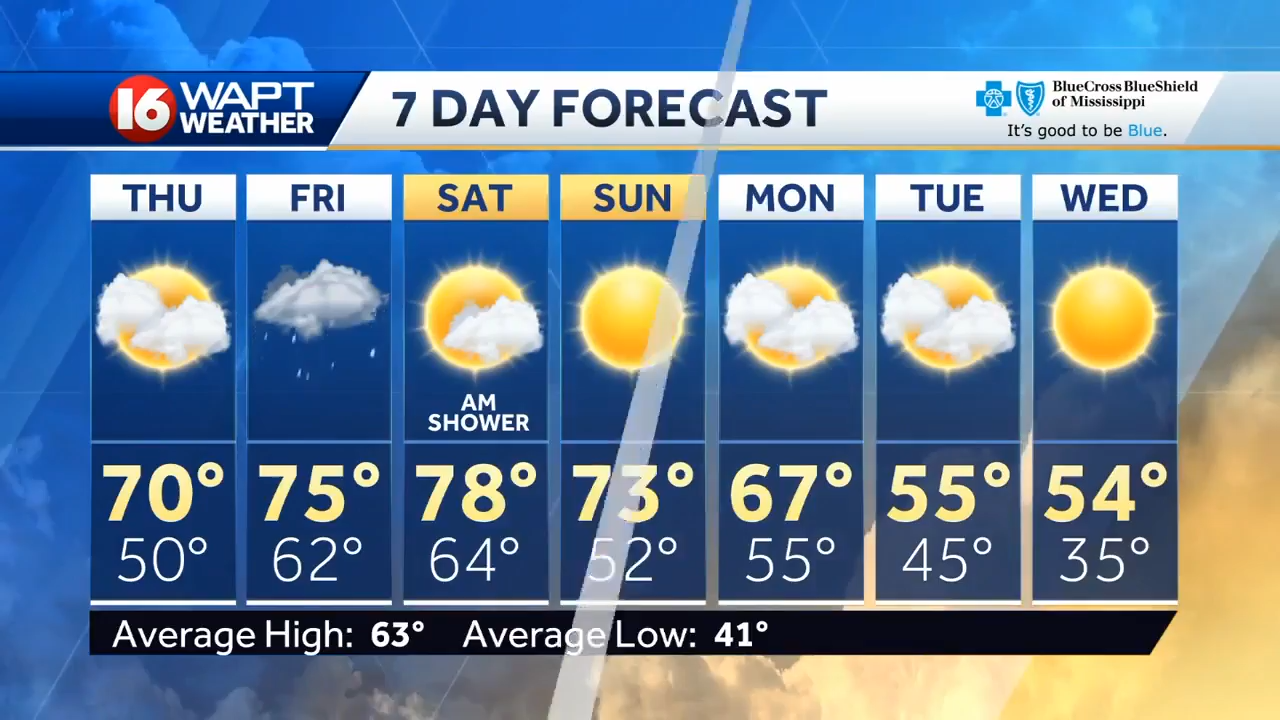 16 WAPT WEATHER
7 DAY FORECAST
BlueCross BlueShield
of Mississippi
It's good to be Blue.
THU FRI SAT SUN MON TUE WED
AM
SHOWER
70° 75° 78° 73° 67° 55° 54°
50° 62° 64° 52° 55° 45° 35°
Average High: 63° Average Low: 41°